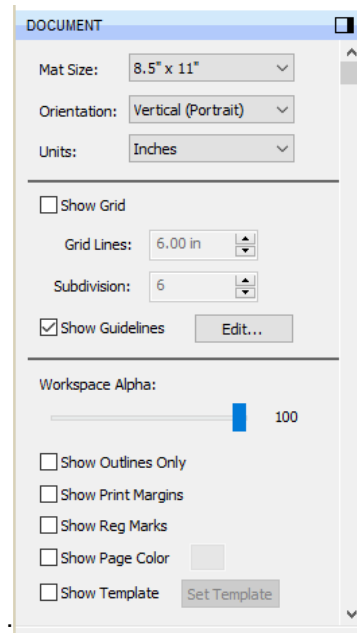 DOCUMENT
Mat Size: 8.5" x 11"
Orientation: Vertical (Portrait)
Units: Inches
Show Grid
Grid Lines: 6.00 in
Subdivision: 6
Show Guidelines Edit...
Workspace Alpha:
100
Show Outlines Only
Show Print Margins
Show Reg Marks
Show Page Color
Show Template Set Template